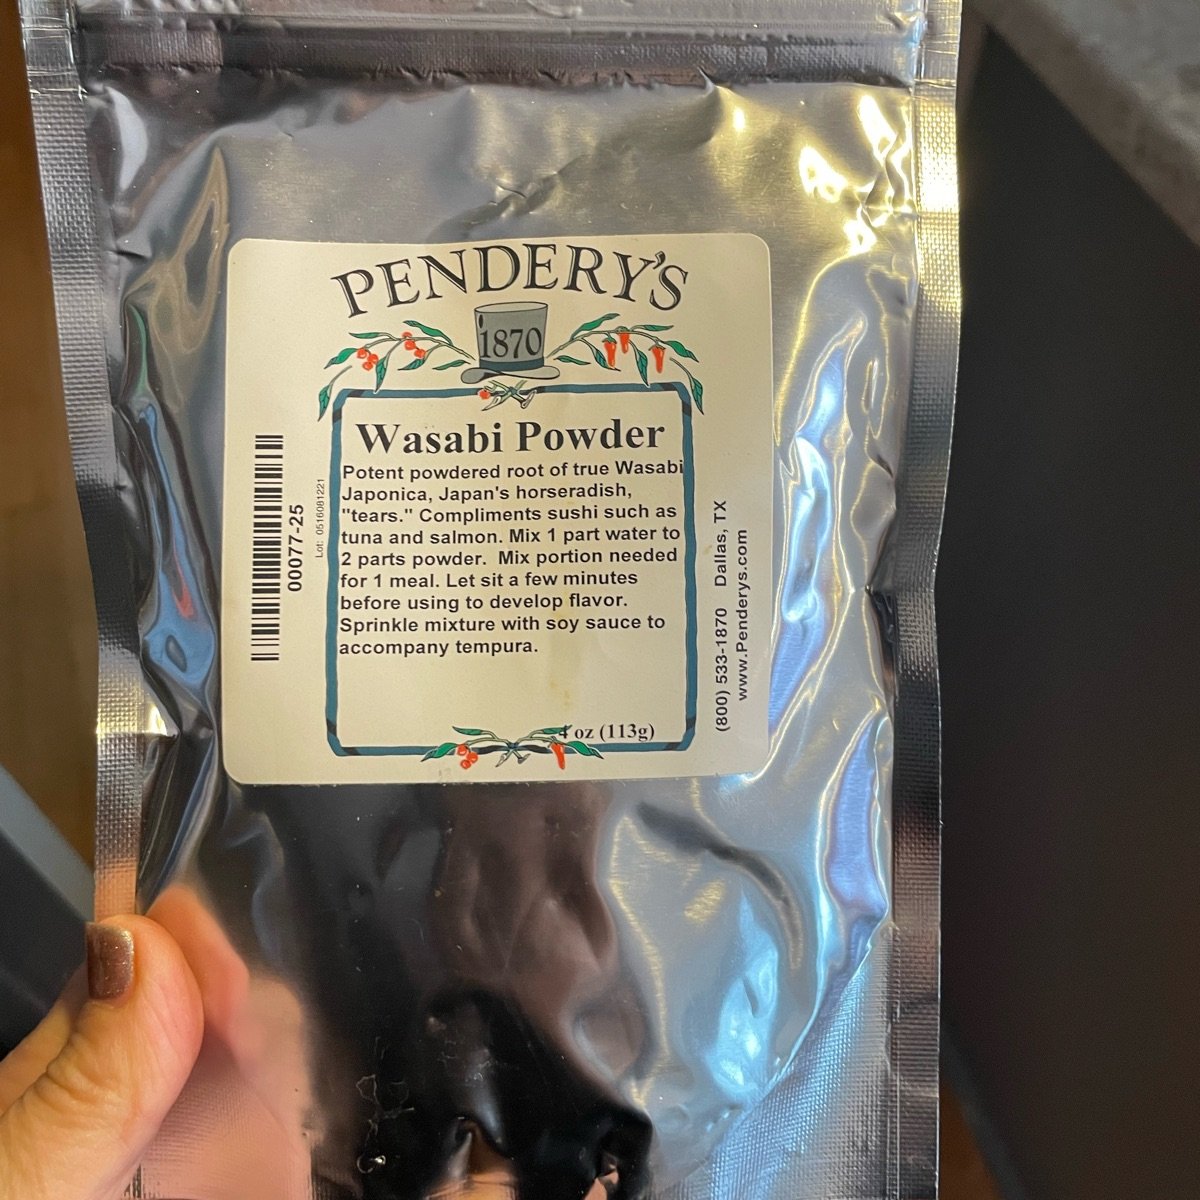 PENDERY'S
1870
Wasabi Powder
Potent powdered root of true Wasabi
Japonica, Japan's horseradish,
"tears." Compliments sushi such as
tuna and salmon. Mix 1 part water to
2 parts powder. Mix portion needed
for 1 meal. Let sit a few minutes
before using to develop flavor.
Sprinkle mixture with soy sauce to
accompany tempura.
4 oz (113g)
00077-25
Lot: 0516081221
(800) 533-1870 Dallas, TX
www.Penderys.com